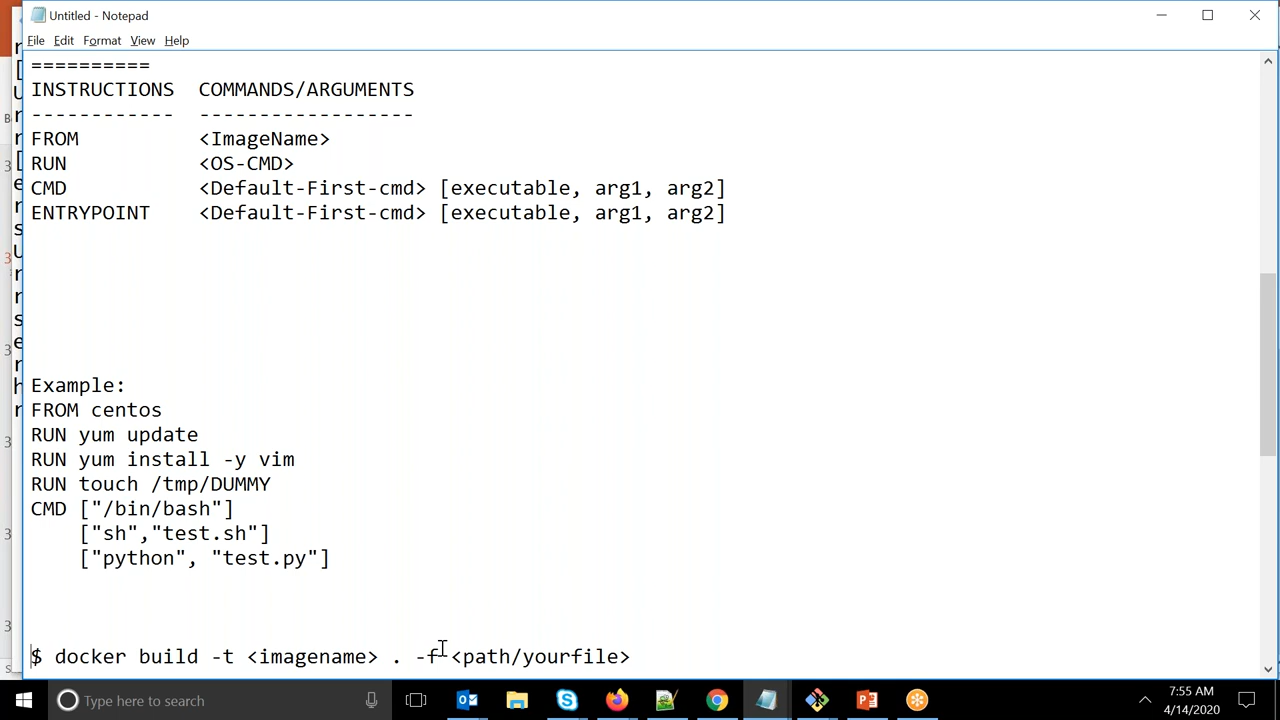 Untitled - Notepad
File Edit Format View Help
==========
INSTRUCTIONS COMMANDS/ARGUMENTS
------------ ------------------
FROM <ImageName>
RUN <OS-CMD>
CMD <Default-First-cmd> [executable, arg1, arg2]
ENTRYPOINT <Default-First-cmd> [executable, arg1, arg2]
Example:
FROM centos
RUN yum update
RUN yum install -y vim
RUN touch /tmp/DUMMY
CMD ["/bin/bash"]
["sh","test.sh"]
["python", "test.py"]
$ docker build -t <imagename> . -f <path/yourfile>
Type here to search
7:55 AM
4/14/2020